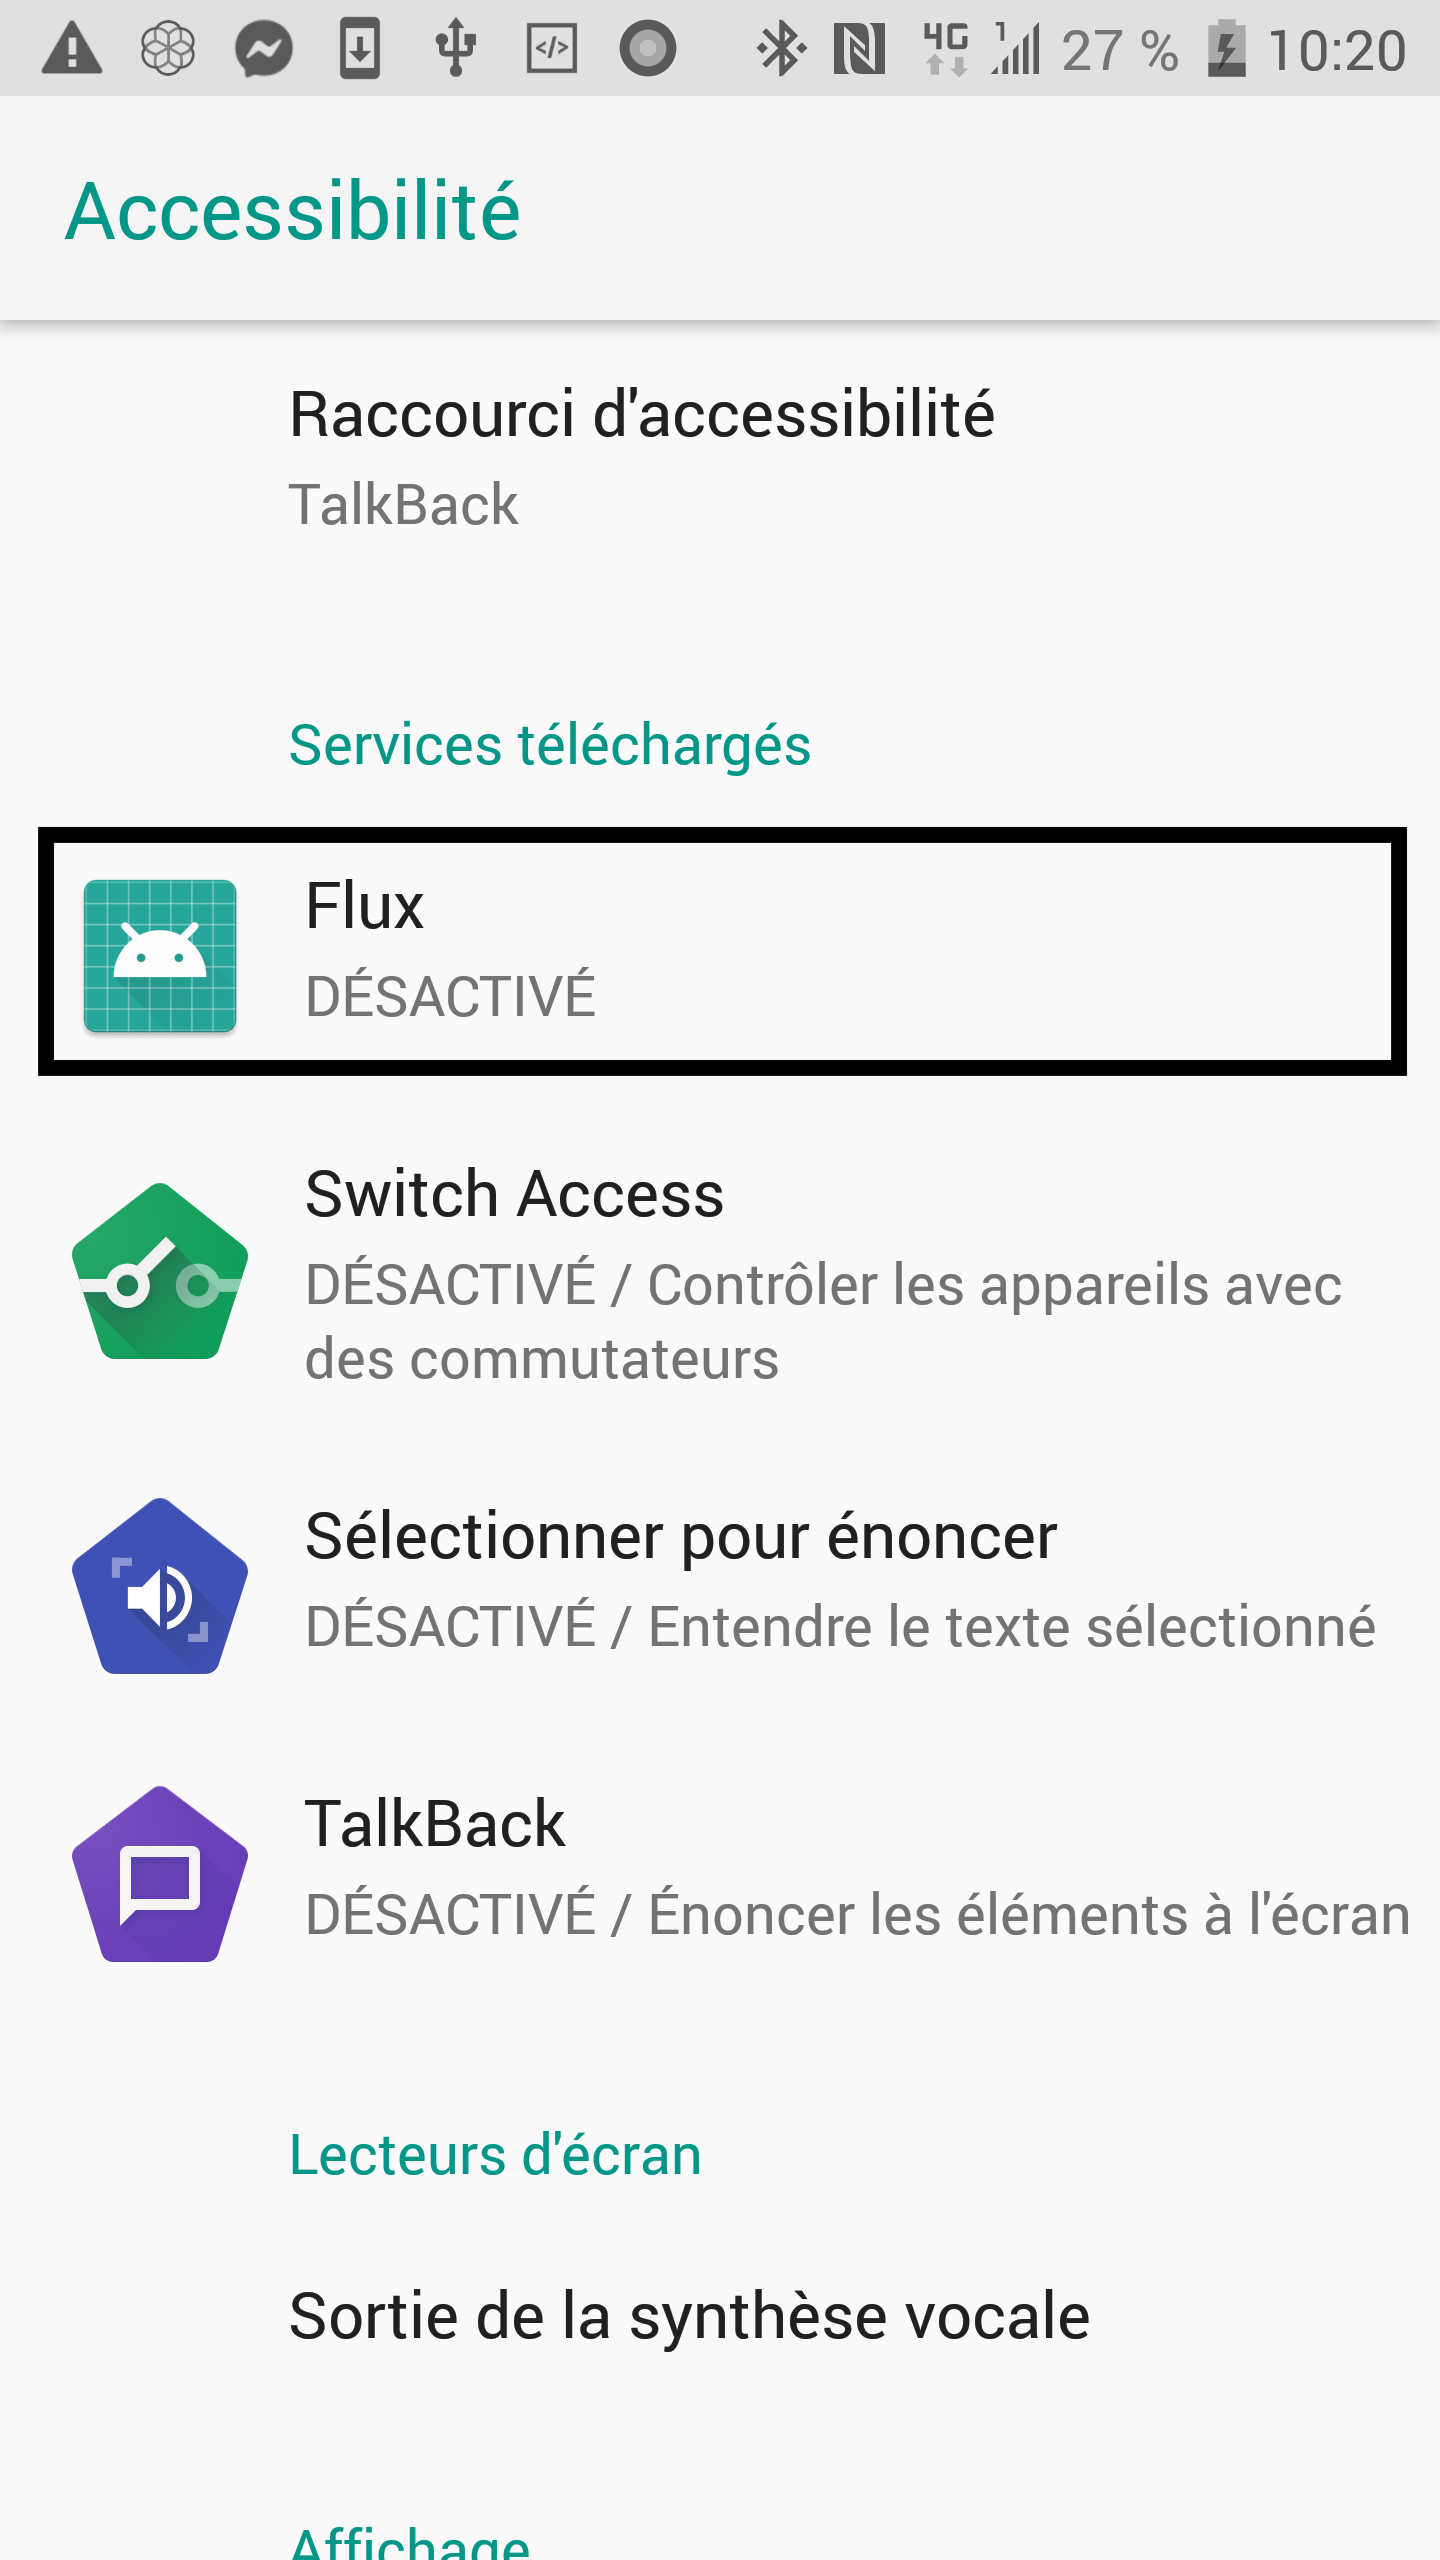 4G 1 27 % 10:20
Accessibilité
Raccourci d'accessibilité
TalkBack
Services téléchargés
Flux
DÉSACTIVÉ
Switch Access
DÉSACTIVÉ / Contrôler les appareils avec
des commutateurs
Sélectionner pour énoncer
DÉSACTIVÉ / Entendre le texte sélectionné
TalkBack
DÉSACTIVÉ / Énoncer les éléments à l'écran
Lecteurs d'écran
Sortie de la synthèse vocale
Affichage